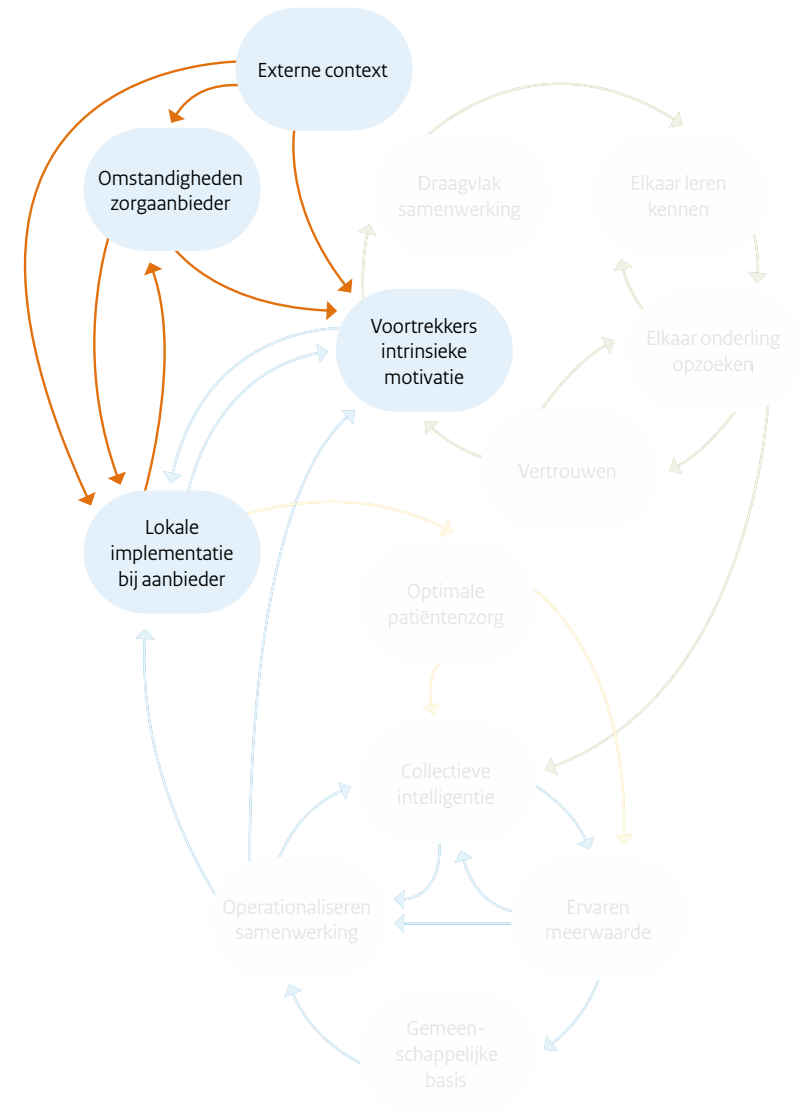 Externe context
Omstandigheden
zorgaanbieder
Draagvlak
samenwerking
Elkaar leren
kennen
Voortrekkers
intrinsieke
motivatie
Elkaar onderling
opzoeken
Vertrouwen
Lokale
implementatie
bij aanbieder
Optimale
patiëntenzorg
Collectieve
intelligentie
Operationaliseren
samenwerking
Ervaren
meerwaarde
Gemeen-
schappelijke
basis